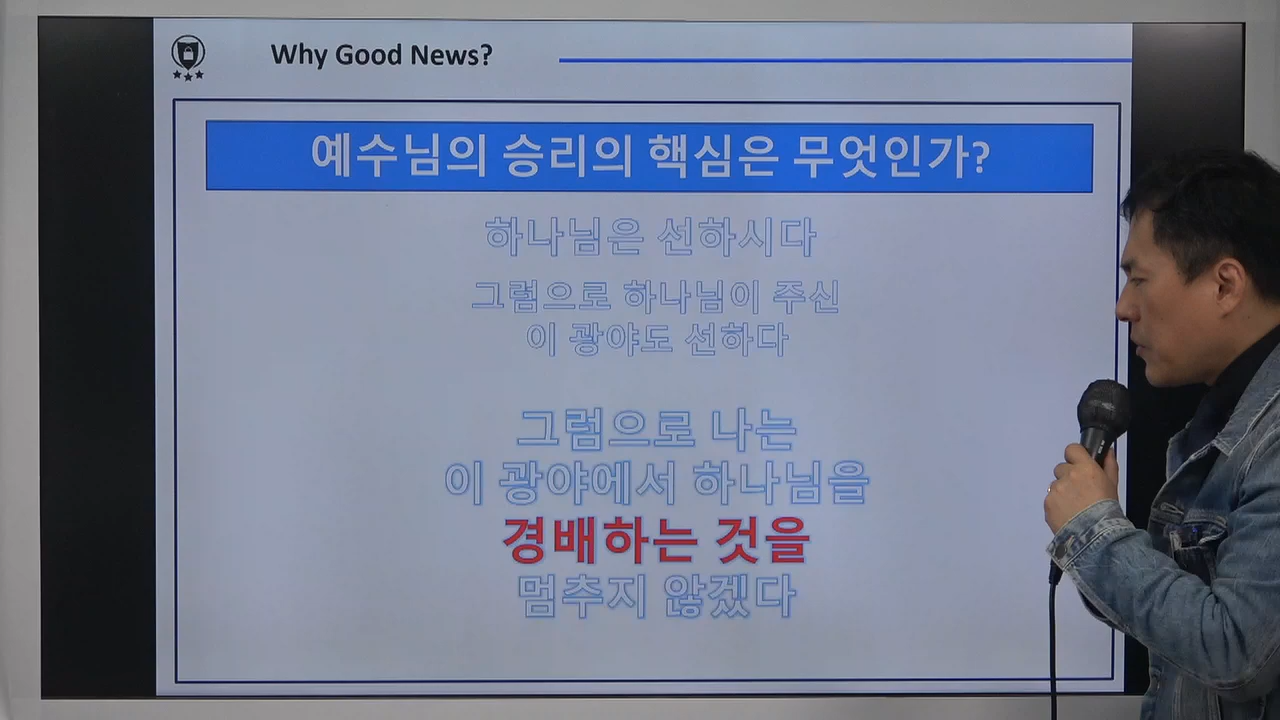 Why Good News?
예수님의 승리의 핵심은 무엇인가?
하나님은 선하시다
그럼으로 하나님이 주신
이 광야도 선하다
그럼으로 나는
이 광야에서 하나님을
경배하는 것을
멈추지 않겠다